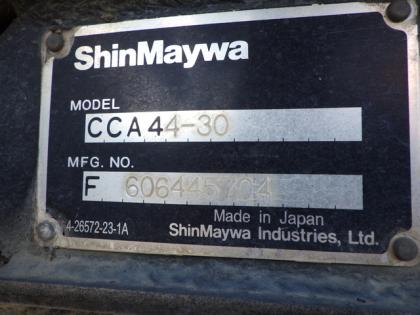 ShinMaywa
MODEL
CCA44-30
MFG. NO.
F
Made in Japan
4-26572-23-1A
ShinMaywa Industries, Ltd.